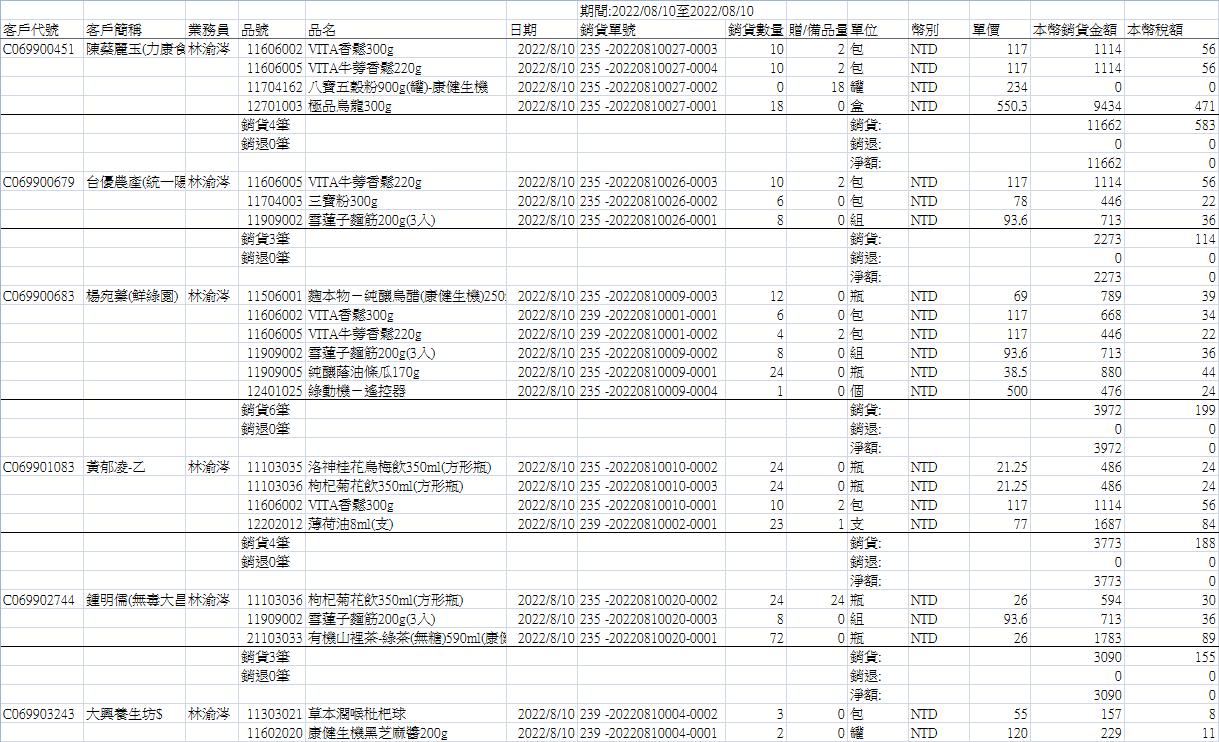 期間:2022/08/10至2022/08/10
客戶代號 客戶簡稱 業務員 品號 品名 日期 銷貨單號 銷貨數量 贈/備品量 單位 幣別 單價 本幣銷貨金額 本幣稅額
C069900451 陳蔡麗玉(力康食 林渝涔 11606002 VITA香鬆300g 2022/8/10 235 -20220810027-0003 10 2 包 NTD 117 1114 56
11606005 VITA牛蒡香鬆220g 2022/8/10 235 -20220810027-0004 10 2 包 NTD 117 1114 56
11704162 八寶五穀粉900g(罐)-康健生機 2022/8/10 235 -20220810027-0002 0 18 罐 NTD 234 0 0
12701003 極品烏龍300g 2022/8/10 235 -20220810027-0001 18 0 盒 NTD 550.3 9434 471
銷貨4筆 銷貨: 11662 583
銷退0筆 銷退: 0 0
淨額: 11662 0
C069900679 台優農產(統一陽 林渝涔 11606005 VITA牛蒡香鬆220g 2022/8/10 235 -20220810026-0003 10 2 包 NTD 117 1114 56
11704003 三寶粉300g 2022/8/10 235 -20220810026-0002 6 0 包 NTD 78 446 22
11909002 雪蓮子麵筋200g(3入) 2022/8/10 235 -20220810026-0001 8 0 組 NTD 93.6 713 36
銷貨3筆 銷貨: 2273 114
銷退0筆 銷退: 0 0
淨額: 2273 0
C069900683 楊宛蓁(鮮綠園) 林渝涔 11506001 麴本物－純釀烏醋(康健生機)250 2022/8/10 235 -20220810009-0003 12 0 瓶 NTD 69 789 39
11606002 VITA香鬆300g 2022/8/10 239 -20220810001-0001 6 0 包 NTD 117 668 34
11606005 VITA牛蒡香鬆220g 2022/8/10 239 -20220810001-0002 4 2 包 NTD 117 446 22
11909002 雪蓮子麵筋200g(3入) 2022/8/10 235 -20220810009-0002 8 0 組 NTD 93.6 713 36
11909005 純釀蔭油條瓜170g 2022/8/10 235 -20220810009-0001 24 0 瓶 NTD 38.5 880 44
12401025 綠動機－遙控器 2022/8/10 235 -20220810009-0004 1 0 個 NTD 500 476 24
銷貨6筆 銷貨: 3972 199
銷退0筆 銷退: 0 0
淨額: 3972 0
C069901083 黃郁凌-乙 林渝涔 11103035 洛神桂花烏梅飲350ml(方形瓶) 2022/8/10 235 -20220810010-0002 24 0 瓶 NTD 21.25 486 24
11103036 枸杞菊花飲350ml(方形瓶) 2022/8/10 235 -20220810010-0003 24 0 瓶 NTD 21.25 486 24
11606002 VITA香鬆300g 2022/8/10 235 -20220810010-0001 10 2 包 NTD 117 1114 56
12202012 薄荷油8ml(支) 2022/8/10 239 -20220810002-0001 23 1 支 NTD 77 1687 84
銷貨4筆 銷貨: 3773 188
銷退0筆 銷退: 0 0
淨額: 3773 0
C069902744 鍾明儒(無毒大昌 林渝涔 11103036 枸杞菊花飲350ml(方形瓶) 2022/8/10 235 -20220810020-0002 24 24 瓶 NTD 26 594 30
11909002 雪蓮子麵筋200g(3入) 2022/8/10 235 -20220810020-0003 8 0 組 NTD 93.6 713 36
21103033 有機山裡茶-綠茶(無糖)590ml(康健 2022/8/10 235 -20220810020-0001 72 0 瓶 NTD 26 1783 89
銷貨3筆 銷貨: 3090 155
銷退0筆 銷退: 0 0
淨額: 3090 0
C069903243 大興養生坊$ 林渝涔 11303021 草本潤喉枇杷球 2022/8/10 239 -20220810004-0002 3 0 包 NTD 55 157 8
11602020 康健生機黑芝麻醬200g 2022/8/10 239 -20220810004-0001 2 0 罐 NTD 120 229 11